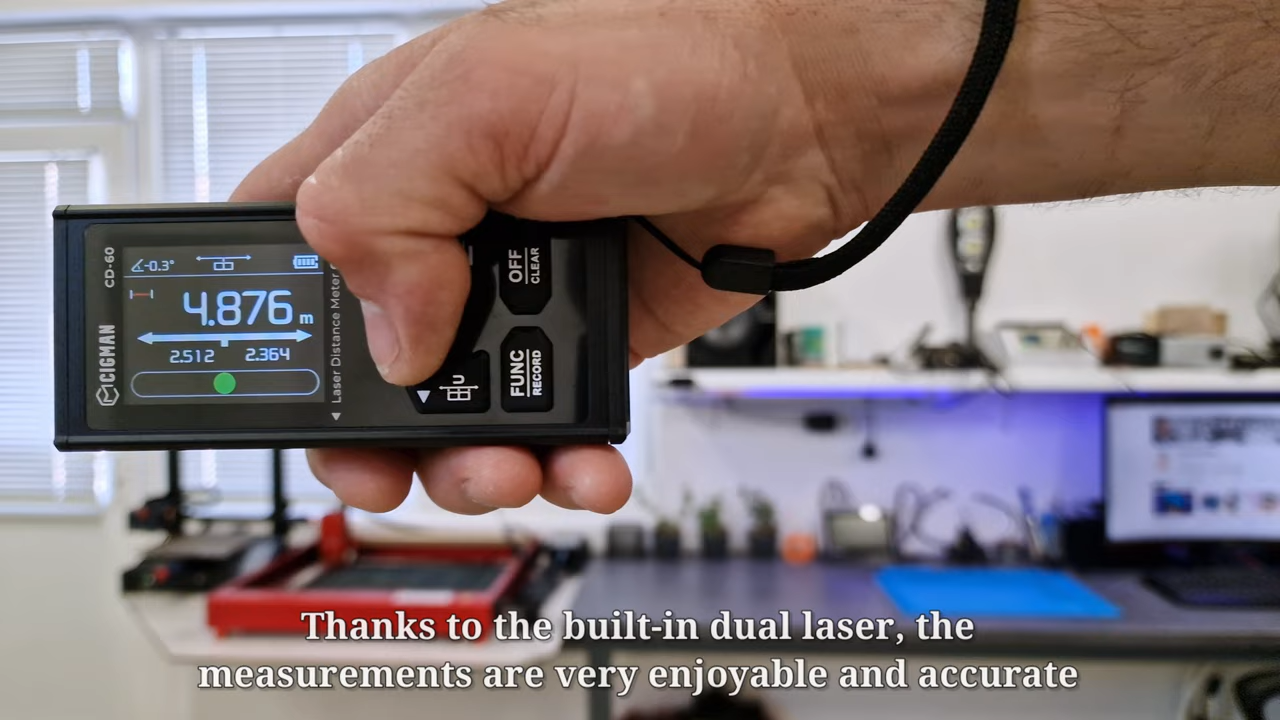 CD-60
CIGMAN
-0.3°
4.876 m
2.512 2.364
Laser Distance Meter
OFF
CLEAR
U
FUNC
RECORD
Thanks to the built-in dual laser, the
measurements are very enjoyable and accurate